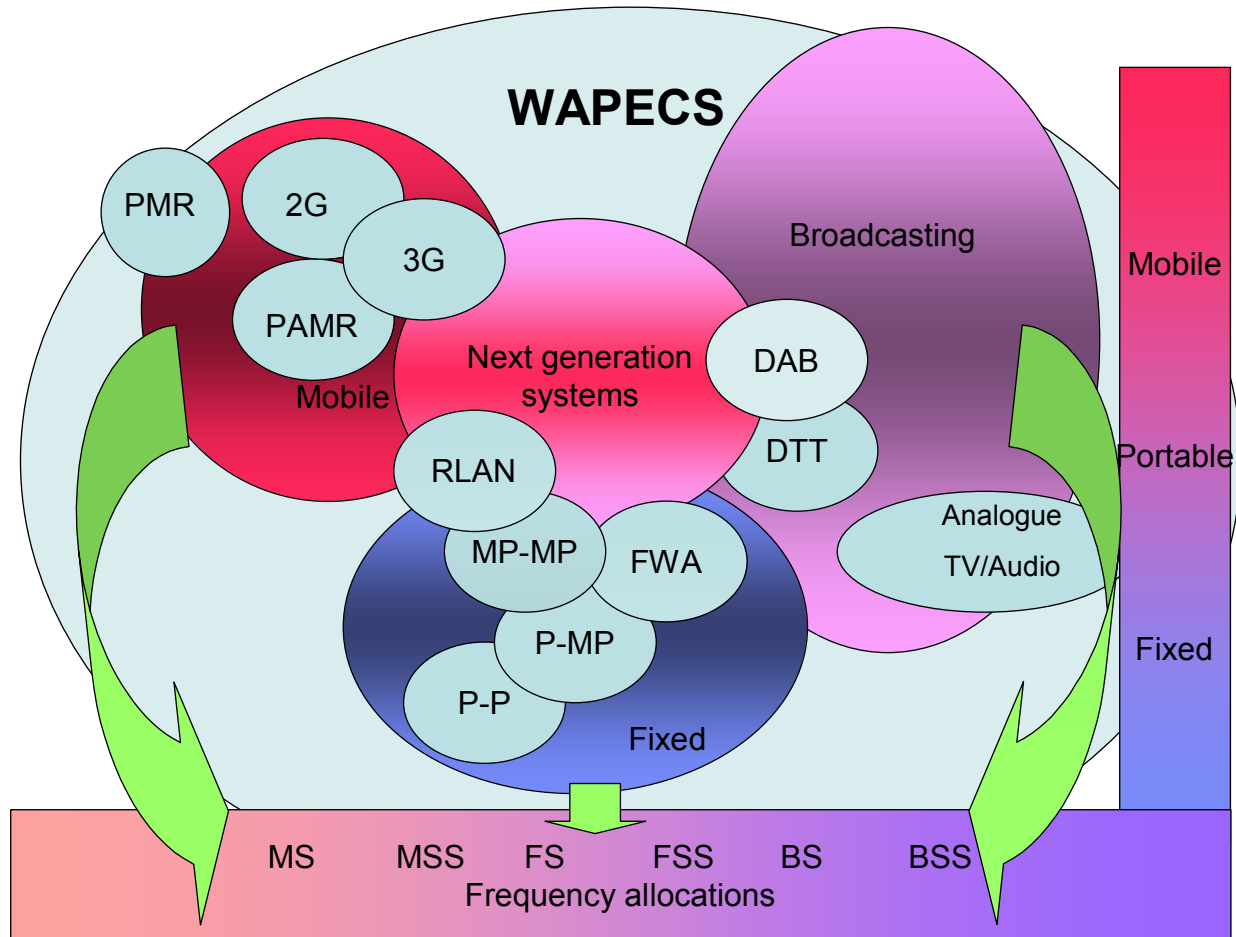 WAPECS
PMR
2G
3G
PAMR
Mobile
Next generation
systems
Broadcasting
DAB
DTT
Analogue
TV/Audio
RLAN
MP-MP
FWA
P-MP
P-P
Fixed
Mobile
Portable
Fixed
MS MSS FS FSS BS BSS
Frequency allocations